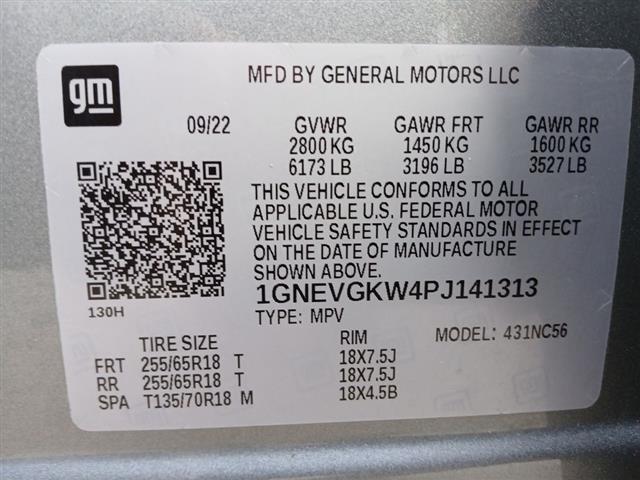 gm
MFD BY GENERAL MOTORS LLC
09/22 GVWR GAWR FRT GAWR RR
2800 KG 1450 KG 1600 KG
6173 LB 3196 LB 3527 LB
THIS VEHICLE CONFORMS TO ALL
APPLICABLE U.S. FEDERAL MOTOR
VEHICLE SAFETY STANDARDS IN EFFECT
ON THE DATE OF MANUFACTURE
SHOWN ABOVE.
1GNEVGKW4PJ141313
130H
TYPE: MPV MODEL: 431NC56
TIRE SIZE RIM
FRT 255/65R18 T 18X7.5J
RR 255/65R18 T 18X7.5J
SPA T135/70R18 M 18X4.5B